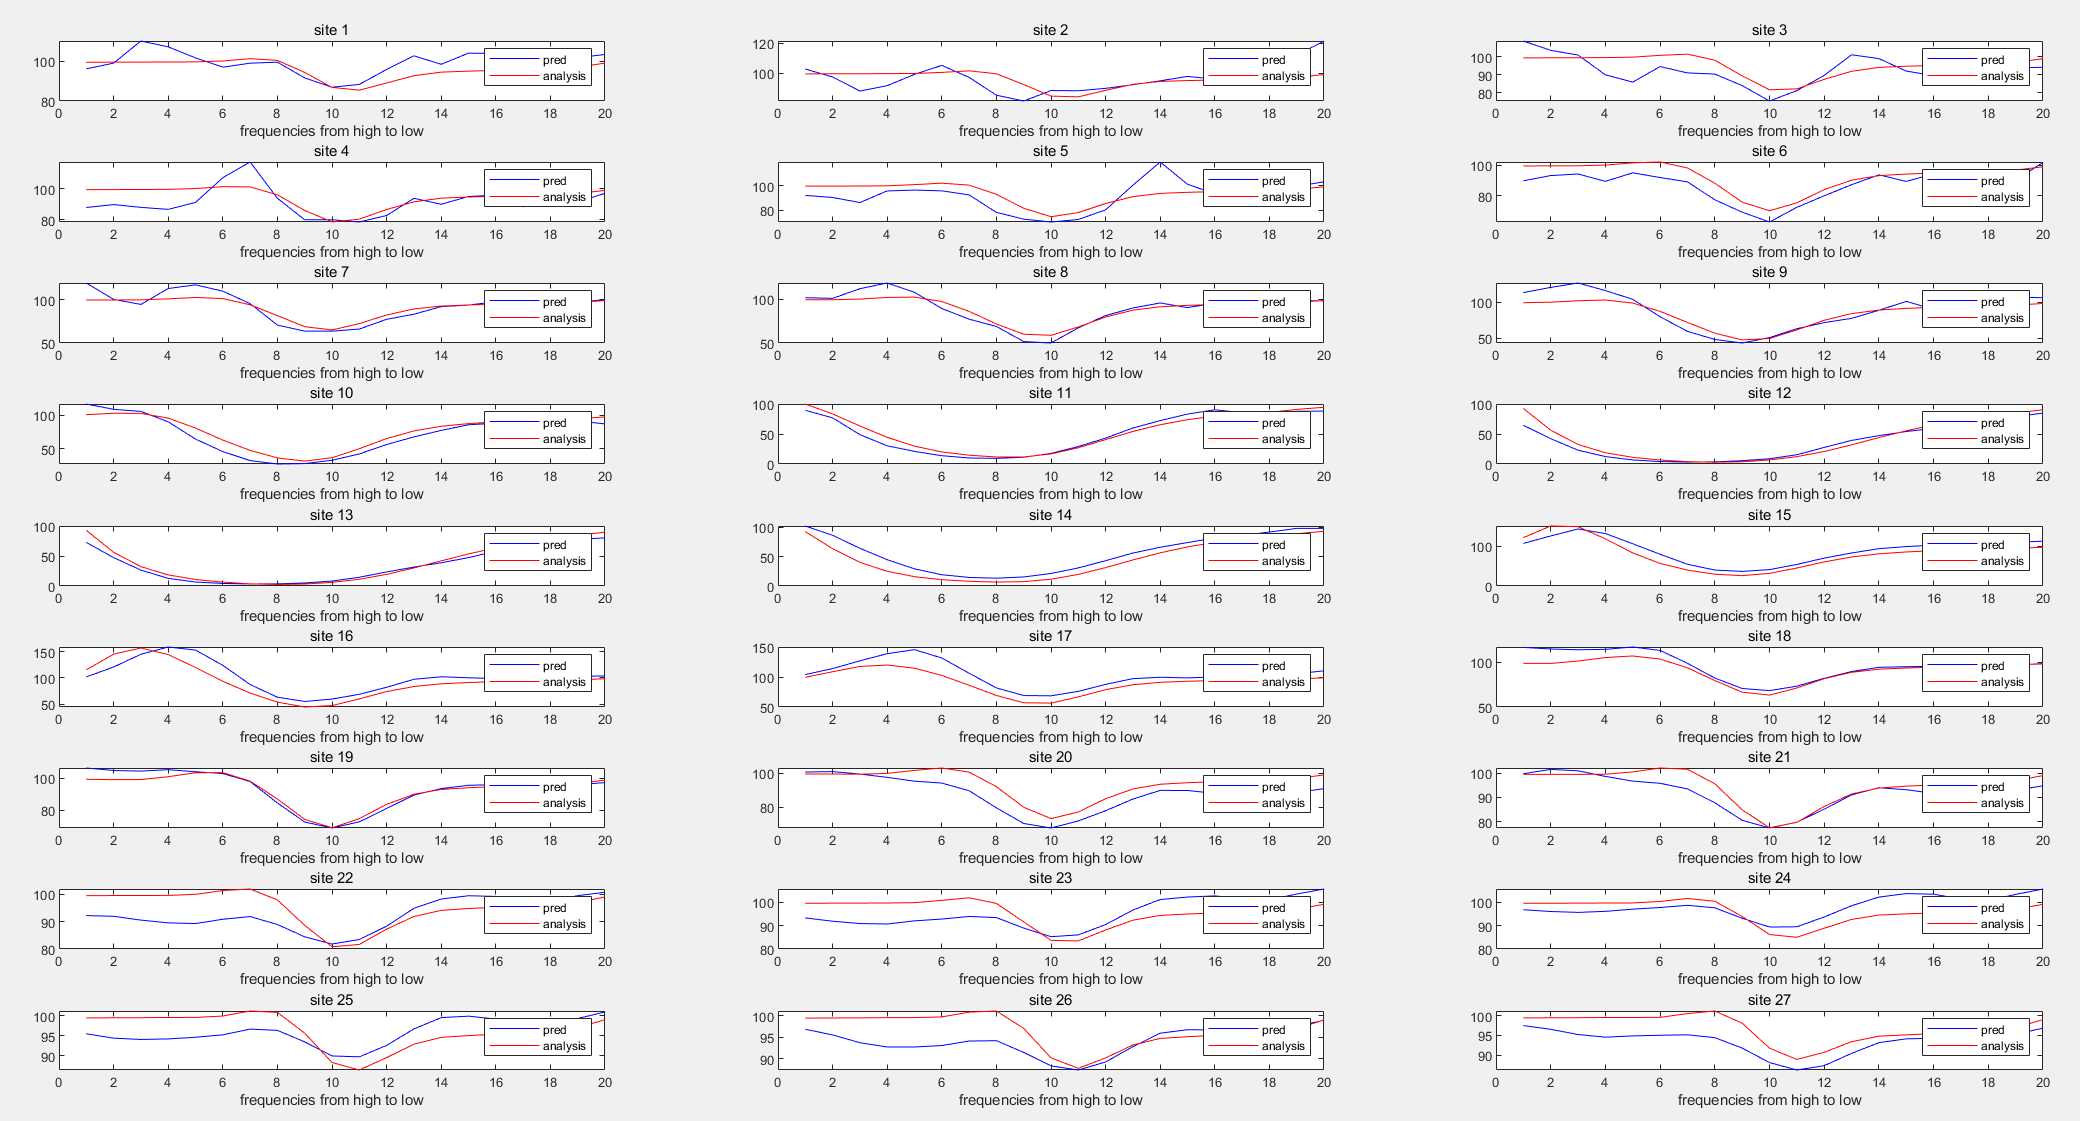 site 1
100
80
pred
analysis
0 2 4 6 8 10 12 14 16 18 20
frequencies from high to low
site 2
120
100
pred
analysis
0 2 4 6 8 10 12 14 16 18 20
frequencies from high to low
site 3
100
90
80
pred
analysis
0 2 4 6 8 10 12 14 16 18 20
frequencies from high to low
site 4
100
80
pred
analysis
0 2 4 6 8 10 12 14 16 18 20
frequencies from high to low
site 5
100
80
pred
analysis
0 2 4 6 8 10 12 14 16 18 20
frequencies from high to low
site 6
100
80
pred
analysis
0 2 4 6 8 10 12 14 16 18 20
frequencies from high to low
site 7
100
50
pred
analysis
0 2 4 6 8 10 12 14 16 18 20
frequencies from high to low
site 8
100
50
pred
analysis
0 2 4 6 8 10 12 14 16 18 20
frequencies from high to low
site 9
100
50
pred
analysis
0 2 4 6 8 10 12 14 16 18 20
frequencies from high to low
site 10
100
50
pred
analysis
0 2 4 6 8 10 12 14 16 18 20
frequencies from high to low
site 11
100
50
0
pred
analysis
0 2 4 6 8 10 12 14 16 18 20
frequencies from high to low
site 12
100
50
0
pred
analysis
0 2 4 6 8 10 12 14 16 18 20
frequencies from high to low
site 13
100
50
0
pred
analysis
0 2 4 6 8 10 12 14 16 18 20
frequencies from high to low
site 14
100
50
0
pred
analysis
0 2 4 6 8 10 12 14 16 18 20
frequencies from high to low
site 15
100
0
pred
analysis
0 2 4 6 8 10 12 14 16 18 20
frequencies from high to low
site 16
150
100
50
pred
analysis
0 2 4 6 8 10 12 14 16 18 20
frequencies from high to low
site 17
150
100
50
pred
analysis
0 2 4 6 8 10 12 14 16 18 20
frequencies from high to low
site 18
100
50
pred
analysis
0 2 4 6 8 10 12 14 16 18 20
frequencies from high to low
site 19
100
80
pred
analysis
0 2 4 6 8 10 12 14 16 18 20
frequencies from high to low
site 20
100
80
pred
analysis
0 2 4 6 8 10 12 14 16 18 20
frequencies from high to low
site 21
100
90
80
pred
analysis
0 2 4 6 8 10 12 14 16 18 20
frequencies from high to low
site 22
100
90
80
pred
analysis
0 2 4 6 8 10 12 14 16 18 20
frequencies from high to low
site 23
100
90
80
pred
analysis
0 2 4 6 8 10 12 14 16 18 20
frequencies from high to low
site 24
100
90
80
pred
analysis
0 2 4 6 8 10 12 14 16 18 20
frequencies from high to low
site 25
100
95
90
pred
analysis
0 2 4 6 8 10 12 14 16 18 20
frequencies from high to low
site 26
100
95
90
pred
analysis
0 2 4 6 8 10 12 14 16 18 20
frequencies from high to low
site 27
100
95
90
pred
analysis
0 2 4 6 8 10 12 14 16 18 20
frequencies from high to low